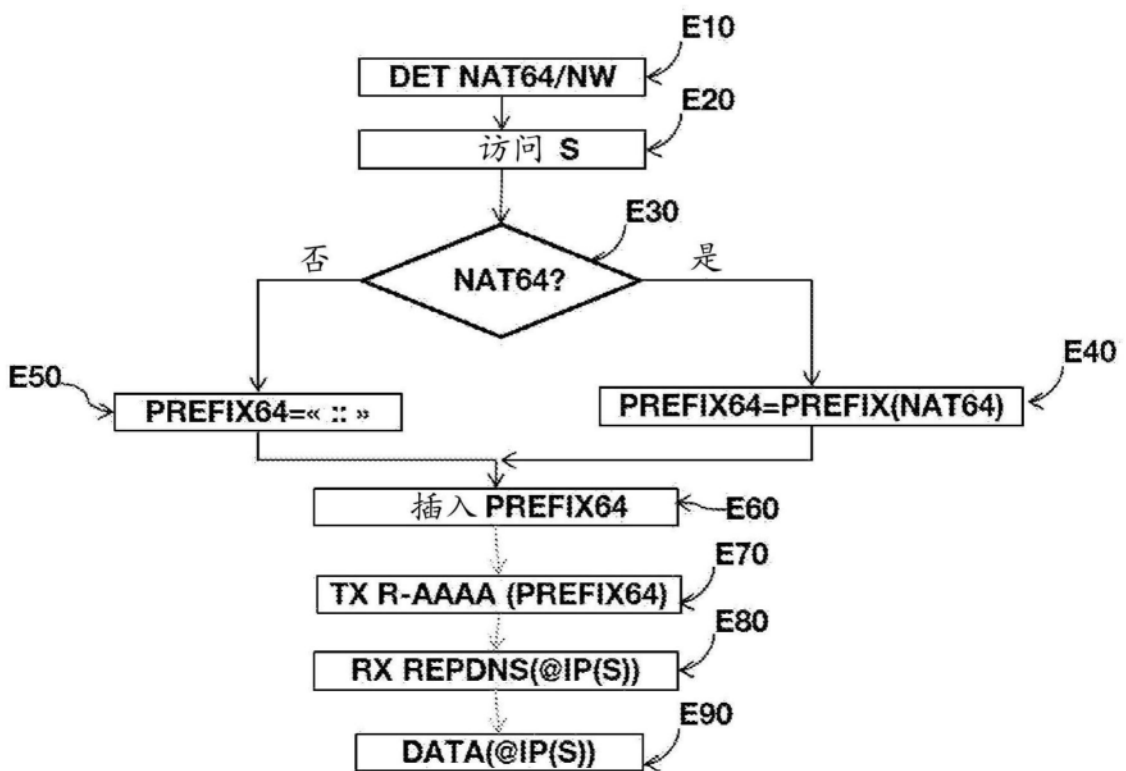 E10
DET NAT64/NW
E20
访问 S
E30
否
NAT64?
是
E50
PREFIX64=« :: »
E40
PREFIX64=PREFIX(NAT64)
插入 PREFIX64
E60
E70
TX R-AAAA (PREFIX64)
E80
RX REPDNS(@IP(S))
E90
DATA(@IP(S))